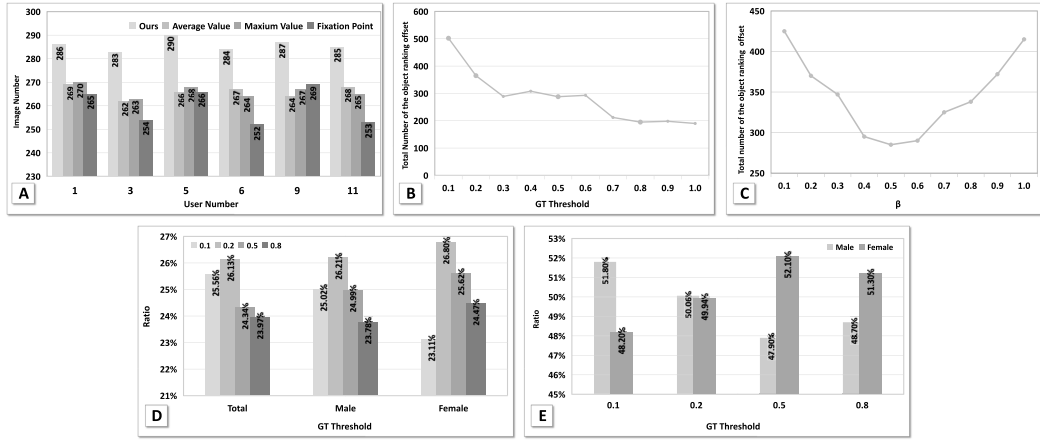 Ours Average Value Maxium Value Fixation Point
300
290
280
270
260
250
240
230
Image Number
286 269 270 265
283 262 263 254
290 266 268 266
284 267 264 252
287 264 267 269
285 268 265 253
1 3 5 6 9 11
User Number
A
600
500
400
300
200
100
0
Total Number of the object ranking offset
0.1 0.2 0.3 0.4 0.5 0.6 0.7 0.8 0.9 1.0
GT Threshold
B
450
400
350
300
250
Total number of the object ranking offset
0.1 0.2 0.3 0.4 0.5 0.6 0.7 0.8 0.9 1.0
β
C
0.1 0.2 0.5 0.8
27%
26%
25%
24%
23%
22%
21%
Ratio
25.56% 26.13% 24.34% 23.97%
25.02% 26.21% 24.99% 23.78%
23.11% 26.80% 25.62% 24.47%
Total Male Female
GT Threshold
D
Male Female
53%
52%
51%
50%
49%
48%
47%
46%
45%
Ratio
51.80% 48.20%
50.06% 49.94%
47.90% 52.10%
48.70% 51.30%
0.1 0.2 0.5 0.8
GT Threshold
E